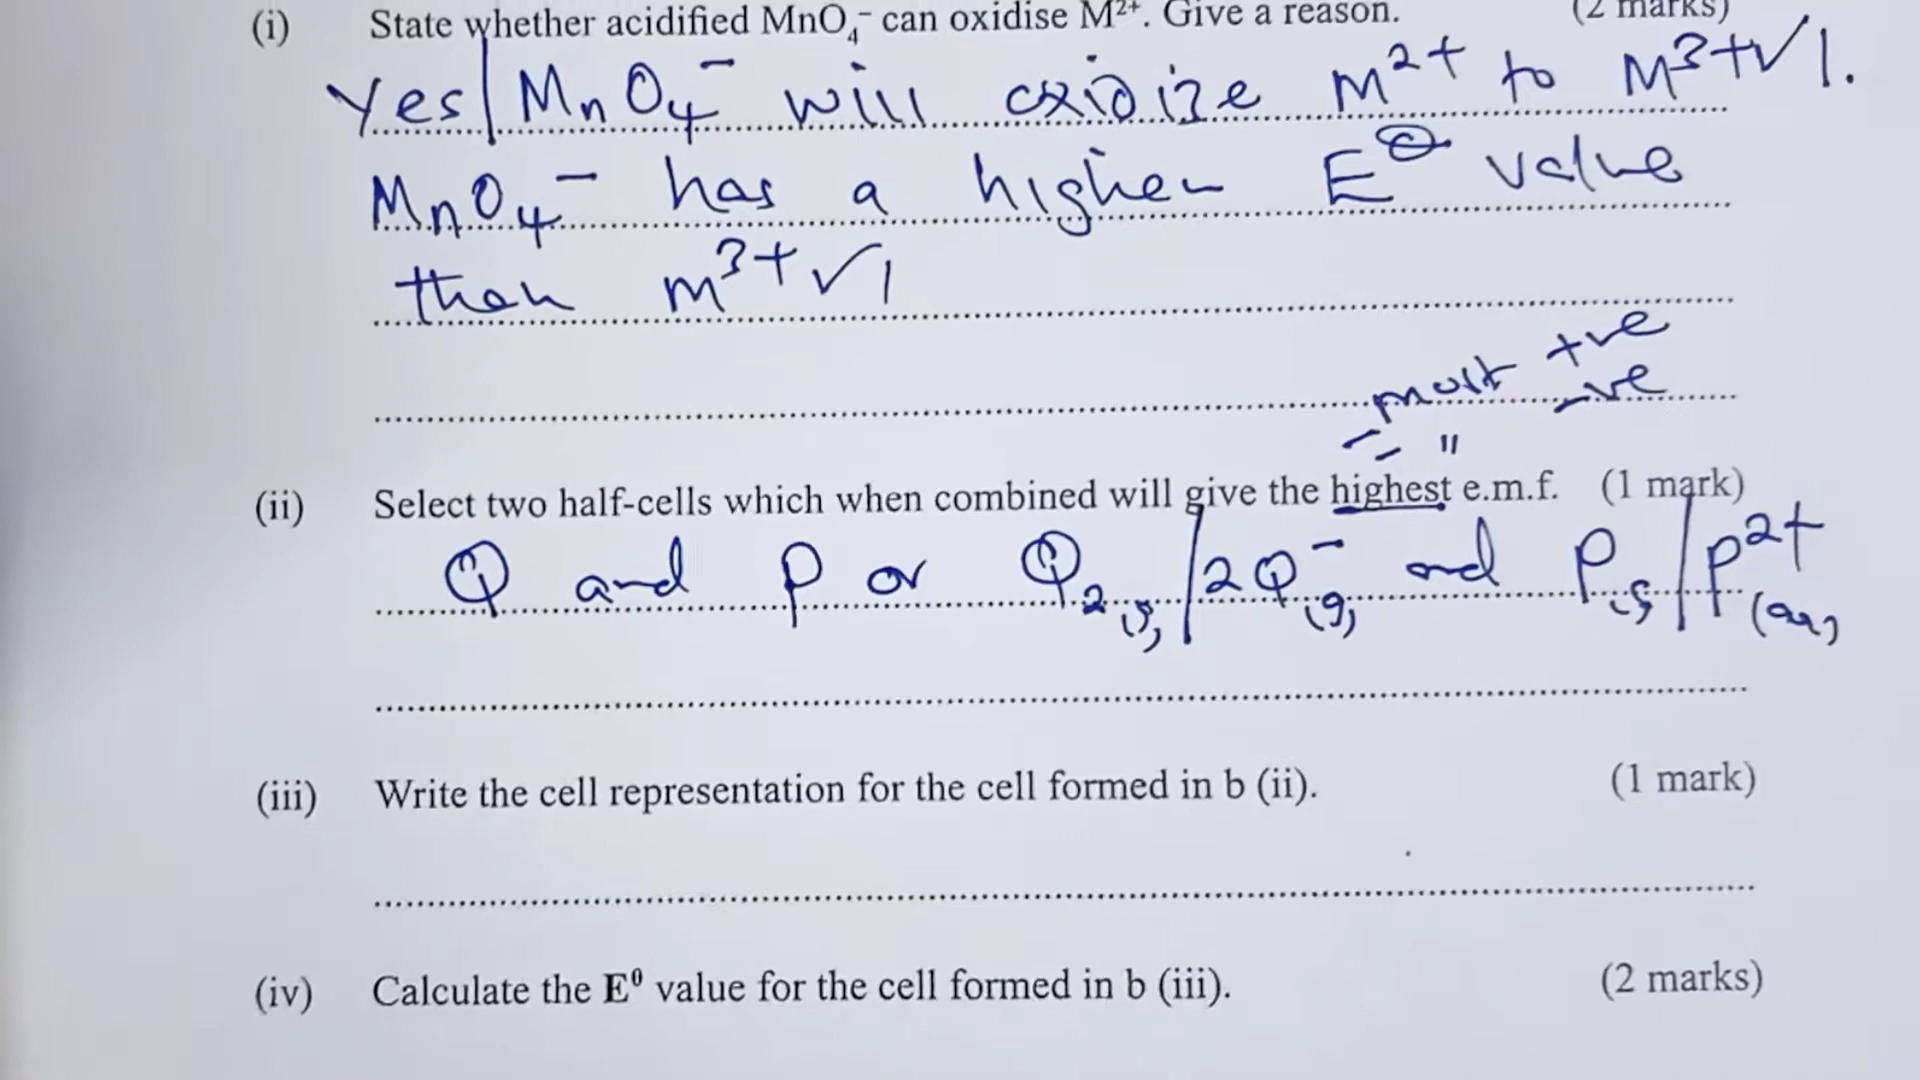 (i) State whether acidified MnO₄⁻ can oxidise M²⁺. Give a reason. (2 marks)
Yes/MnO₄⁻ will oxidize M²⁺ to M³⁺ ✓1.
MnO₄⁻ has a higher E⊖ value
than M³⁺ ✓1
- most +ve
- " -ve
(ii) Select two half-cells which when combined will give the highest e.m.f. (1 mark)
Q and P or Q₂(g)/2Q⁻(g) and P(s)/P²⁺(aq)
(iii) Write the cell representation for the cell formed in b (ii). (1 mark)
(iv) Calculate the E⁰ value for the cell formed in b (iii). (2 marks)